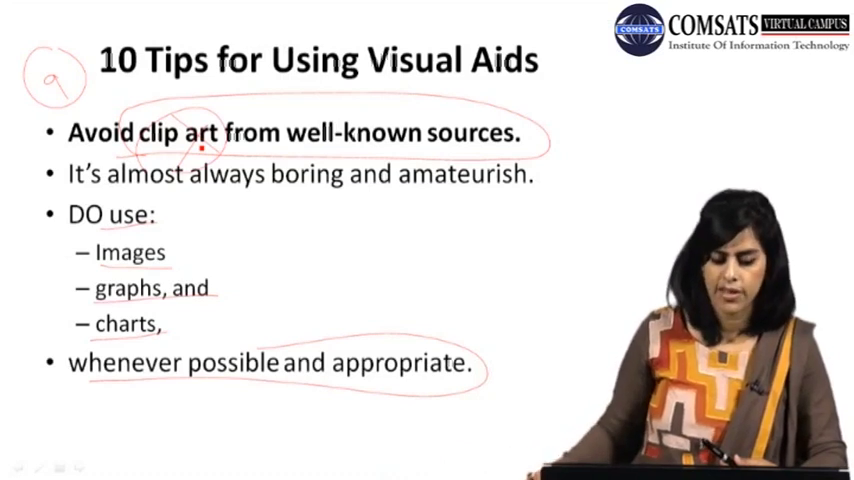 COMSATS VIRTUAL CAMPUS
Institute Of Information Technology
10 Tips for Using Visual Aids
9
• Avoid clip art from well-known sources.
• It's almost always boring and amateurish.
• DO use:
– Images
– graphs, and
– charts,
• whenever possible and appropriate.